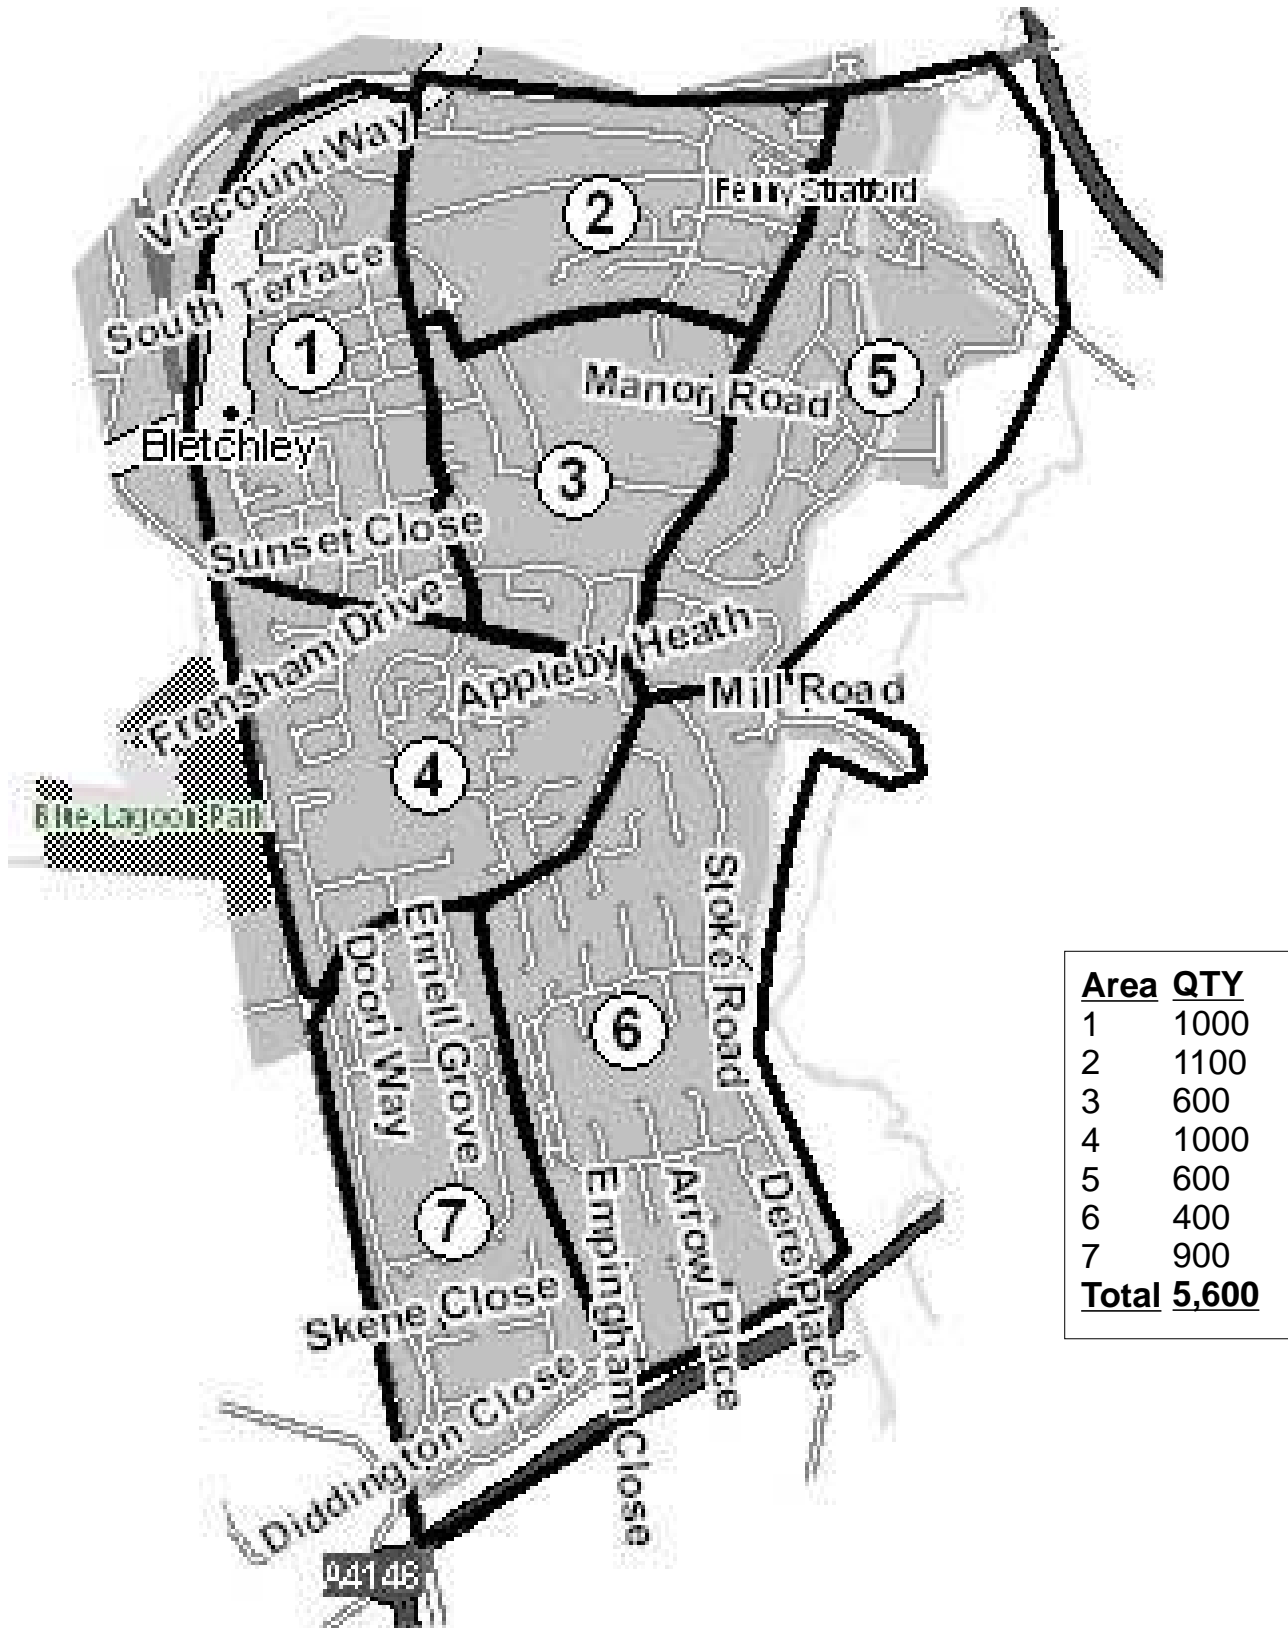 Viscount Way
2
Fenny Stratford
South Terrace
1
Manor Road
5
Bletchley
3
Sunset Close
Frensham Drive
Appleby Heath
Mill Road
4
Blue Lagoon Park
Stoke Road
Emmell Grove
Doon Way
6
7
Empingham Close
Arrow Place
Skene Close
Diddington Close
A4146
Area QTY
1 1000
2 1100
3 600
4 1000
5 600
6 400
7 900
Total 5,600